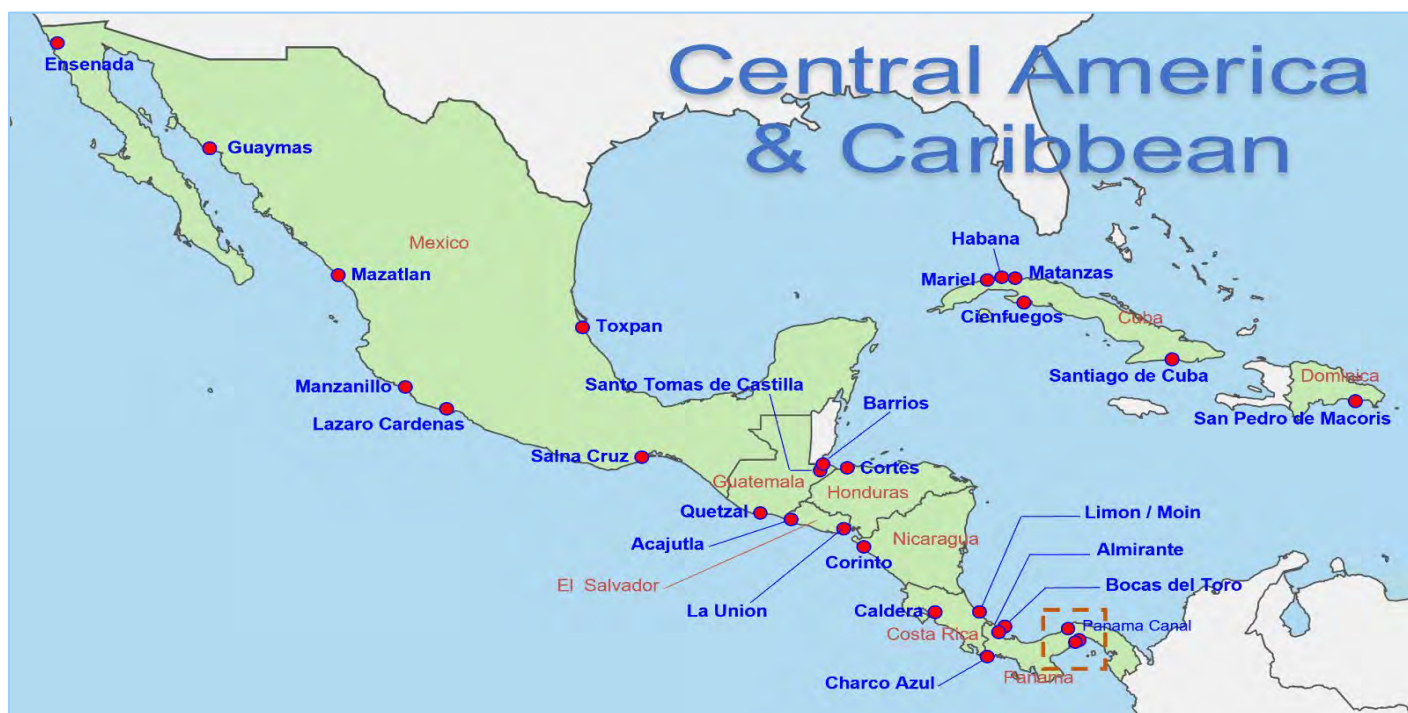 Central America
& Caribbean
Ensenada
Guaymas
Mexico
Habana
Mazatlan
Mariel
Matanzas
Cienfuegos
Cuba
Toxpan
Santo Tomas de Castilla
Santiago de Cuba
Dominica
Manzanillo
Barrios
Lazaro Cardenas
San Pedro de Macoris
Salna Cruz
Cortes
Guatemala
Honduras
Quetzal
Limon / Moin
Acajutla
Nicaragua
Almirante
Corinto
El Salvador
Bocas del Toro
La Union
Caldera
Panama Canal
Costa Rica
Charco Azul
Panama